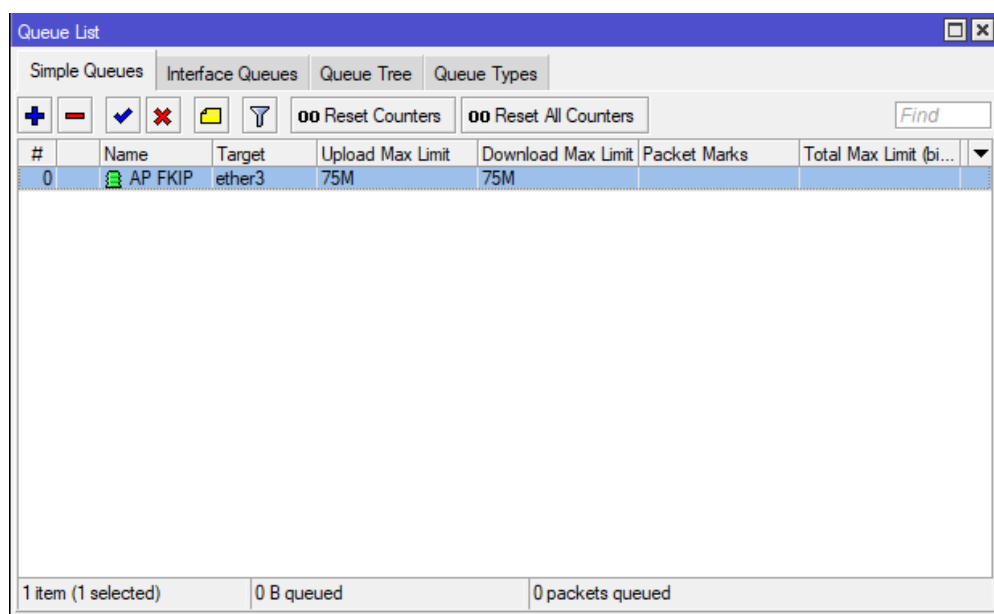 Queue List
Simple Queues Interface Queues Queue Tree Queue Types
00 Reset Counters 00 Reset All Counters Find
# Name Target Upload Max Limit Download Max Limit Packet Marks Total Max Limit (bi...
0 AP FKIP ether3 75M 75M
1 item (1 selected) 0 B queued 0 packets queued